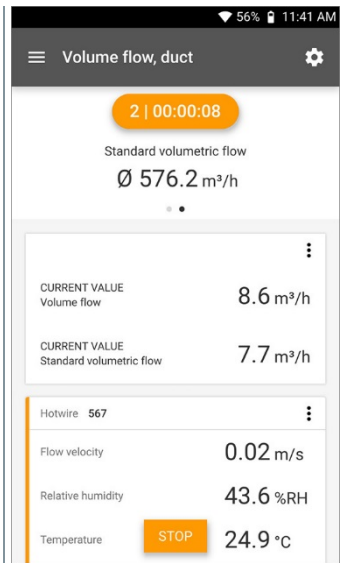 56% 11:41 AM
Volume flow, duct
2 | 00:00:08
Standard volumetric flow
Ø 576.2 m³/h
CURRENT VALUE
Volume flow 8.6 m³/h
CURRENT VALUE
Standard volumetric flow 7.7 m³/h
Hotwire 567
Flow velocity 0.02 m/s
Relative humidity 43.6 %RH
Temperature STOP 24.9 °C